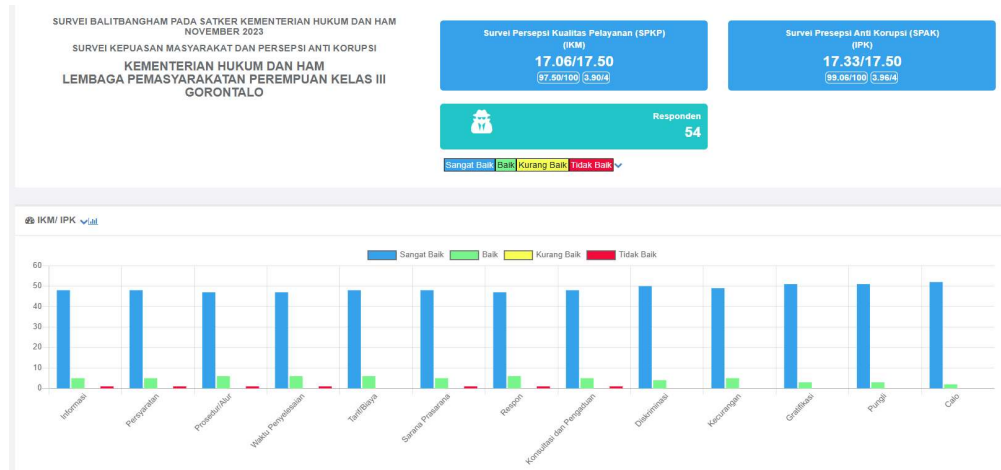 SURVEI BALITBANGHAM PADA SATKER KEMENTERIAN HUKUM DAN HAM
NOVEMBER 2023
SURVEI KEPUASAN MASYARAKAT DAN PERSEPSI ANTI KORUPSI
KEMENTERIAN HUKUM DAN HAM
LEMBAGA PEMASYARAKATAN PEREMPUAN KELAS III
GORONTALO
Survei Persepsi Kualitas Pelayanan (SPKP)
(IKM)
17.06/17.50
97.50/100 3.90/4
Survei Presepsi Anti Korupsi (SPAK)
(IPK)
17.33/17.50
99.06/100 3.96/4
Responden
54
Sangat Baik Baik Kurang Baik Tidak Baik
IKM/ IPK
Sangat Baik Baik Kurang Baik Tidak Baik
60
50
40
30
20
10
0
Informasi
Persyaratan
Prosedur/Alur
Waktu Penyelesaian
Tarif/Biaya
Sarana Prasarana
Respon
Konsultasi dan Pengaduan
Diskriminasi
Kecurangan
Gratifikasi
Pungli
Calo